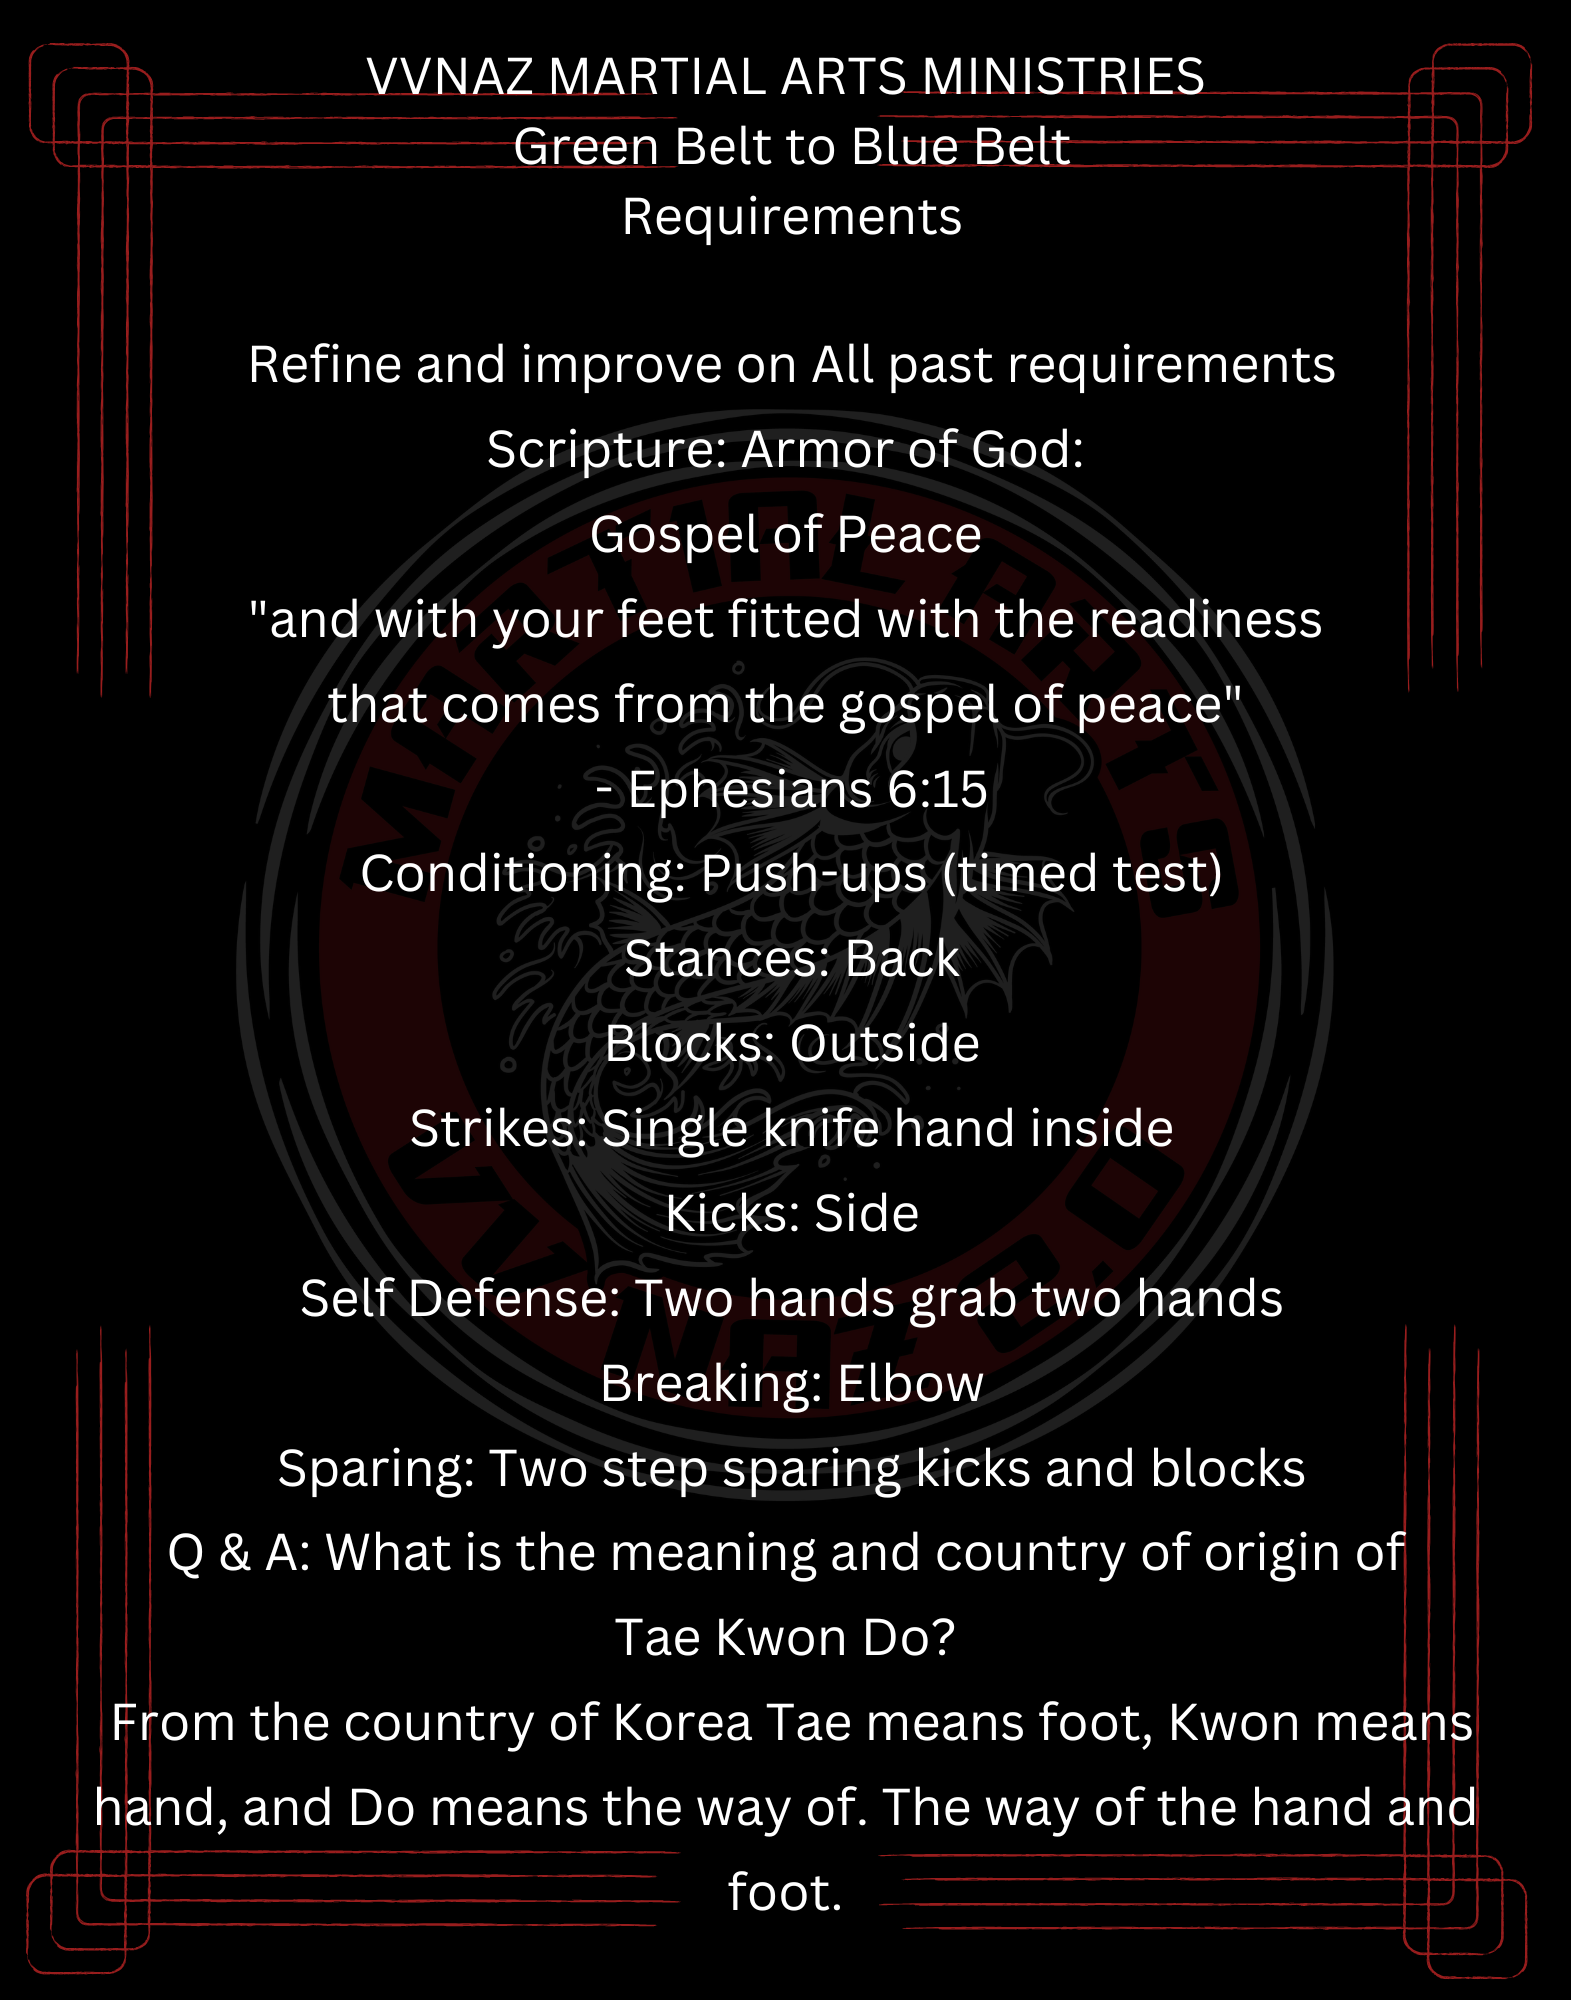 VVNAZ MARTIAL ARTS MINISTRIES
Green Belt to Blue Belt
Requirements
Refine and improve on All past requirements
Scripture: Armor of God:
Gospel of Peace
"and with your feet fitted with the readiness
that comes from the gospel of peace"
- Ephesians 6:15
Conditioning: Push-ups (timed test)
Stances: Back
Blocks: Outside
Strikes: Single knife hand inside
Kicks: Side
Self Defense: Two hands grab two hands
Breaking: Elbow
Sparing: Two step sparing kicks and blocks
Q & A: What is the meaning and country of origin of
Tae Kwon Do?
From the country of Korea Tae means foot, Kwon means
hand, and Do means the way of. The way of the hand and
foot.
MARTIAL ARTS